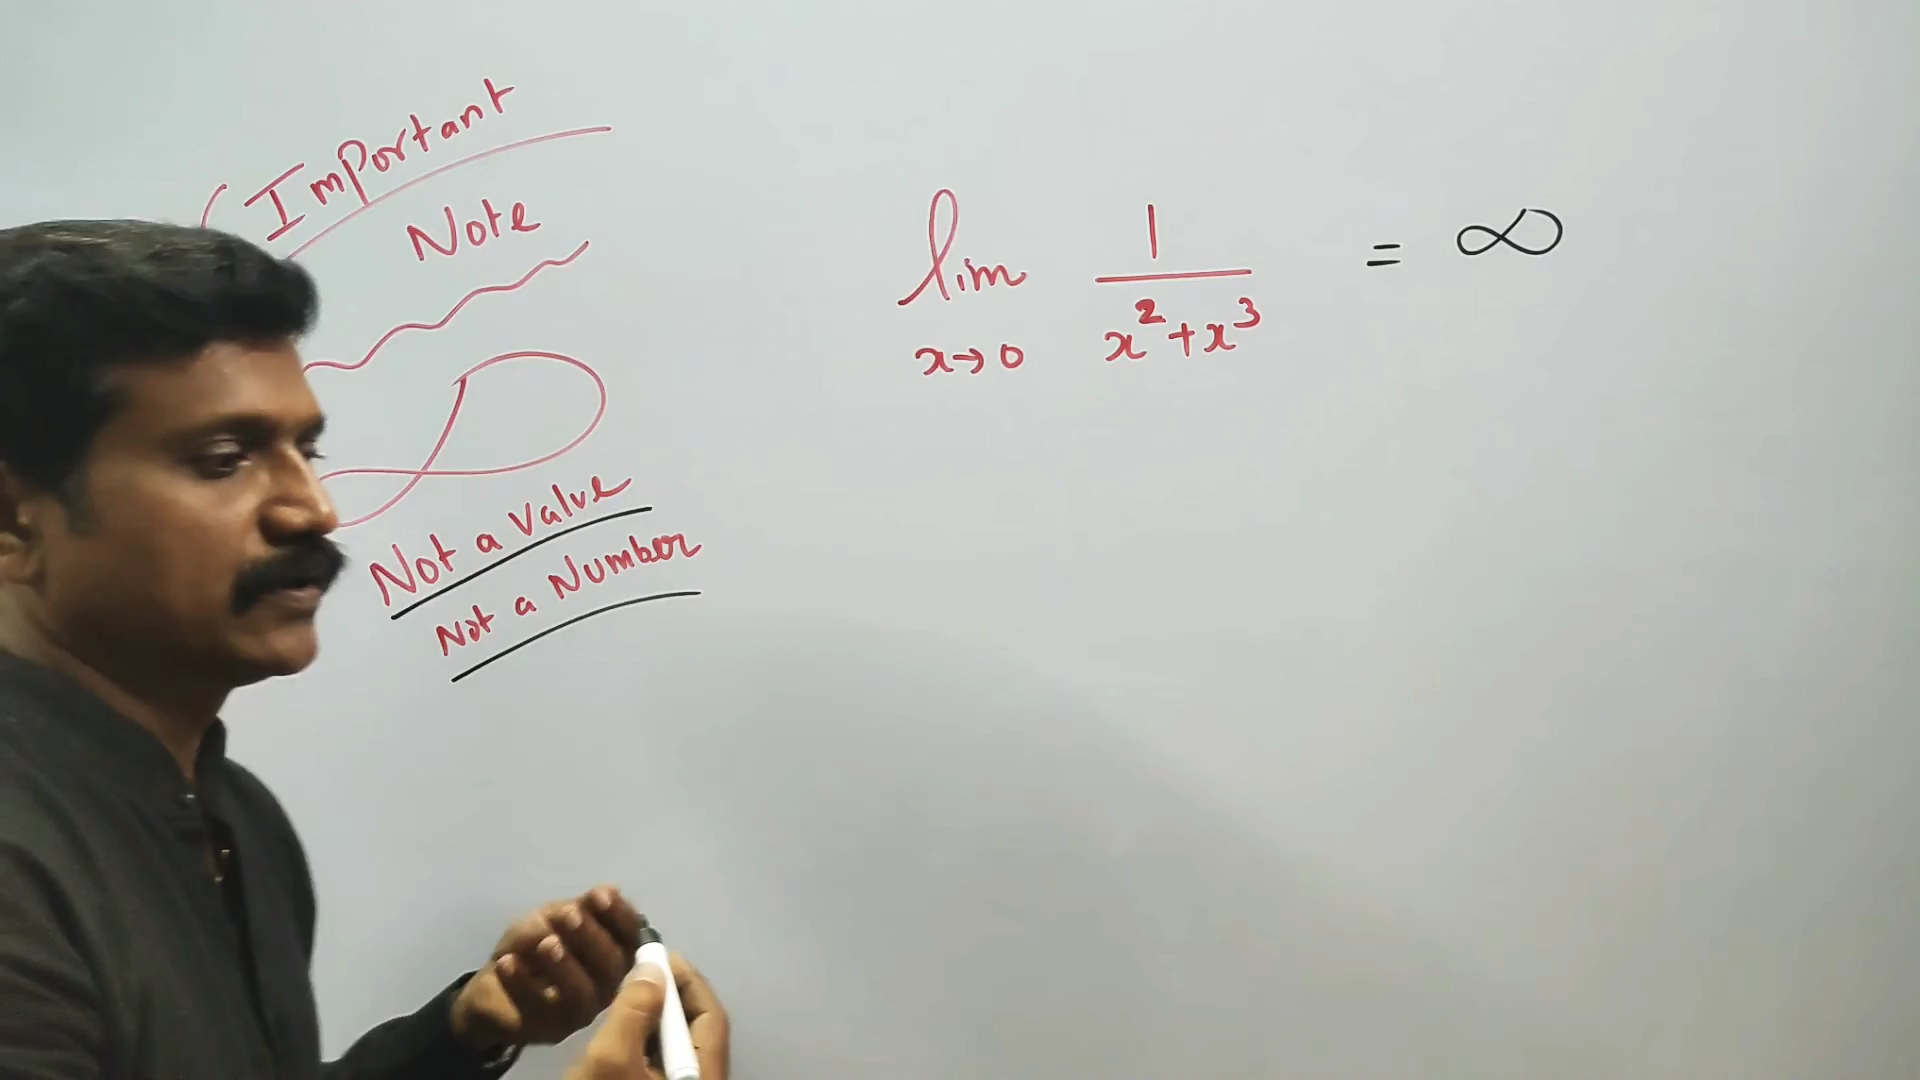 Important
Note
Not a Value
Not a Number
lim x→0 1/(x²+x³) = ∞